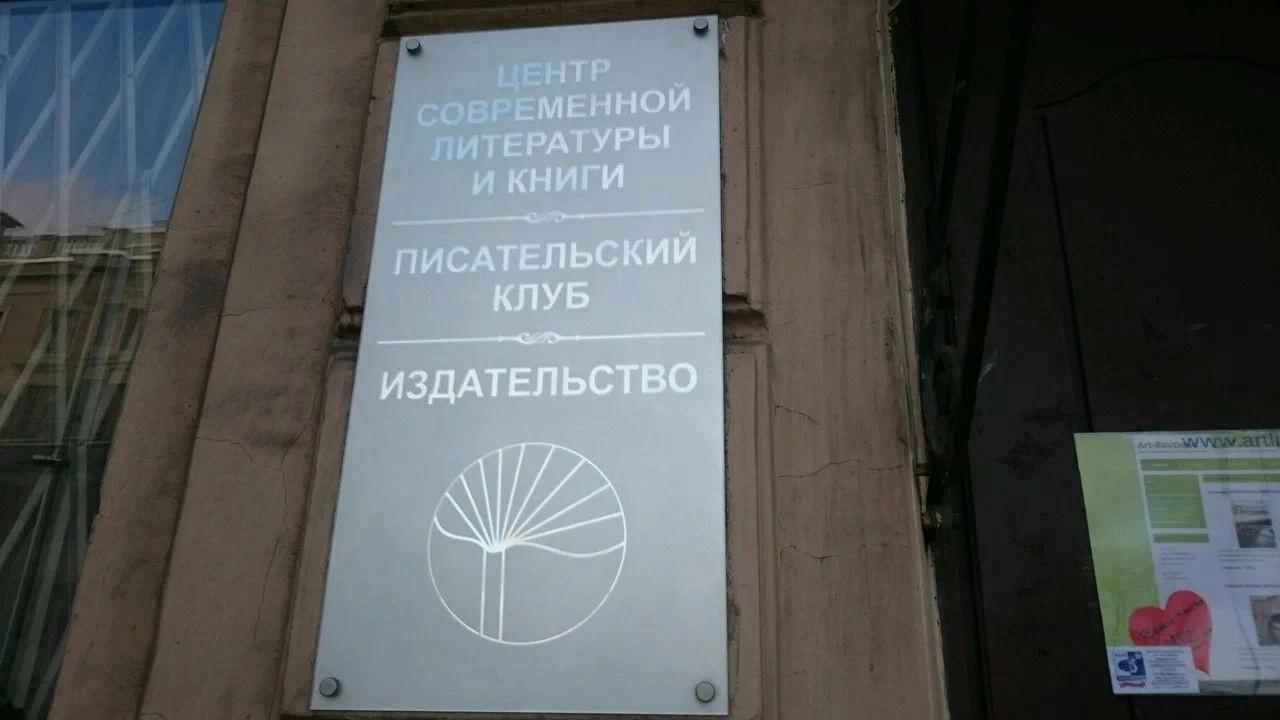 ЦЕНТР
СОВРЕМЕННОЙ
ЛИТЕРАТУРЫ
И КНИГИ
ПИСАТЕЛЬСКИЙ
КЛУБ
ИЗДАТЕЛЬСТВО